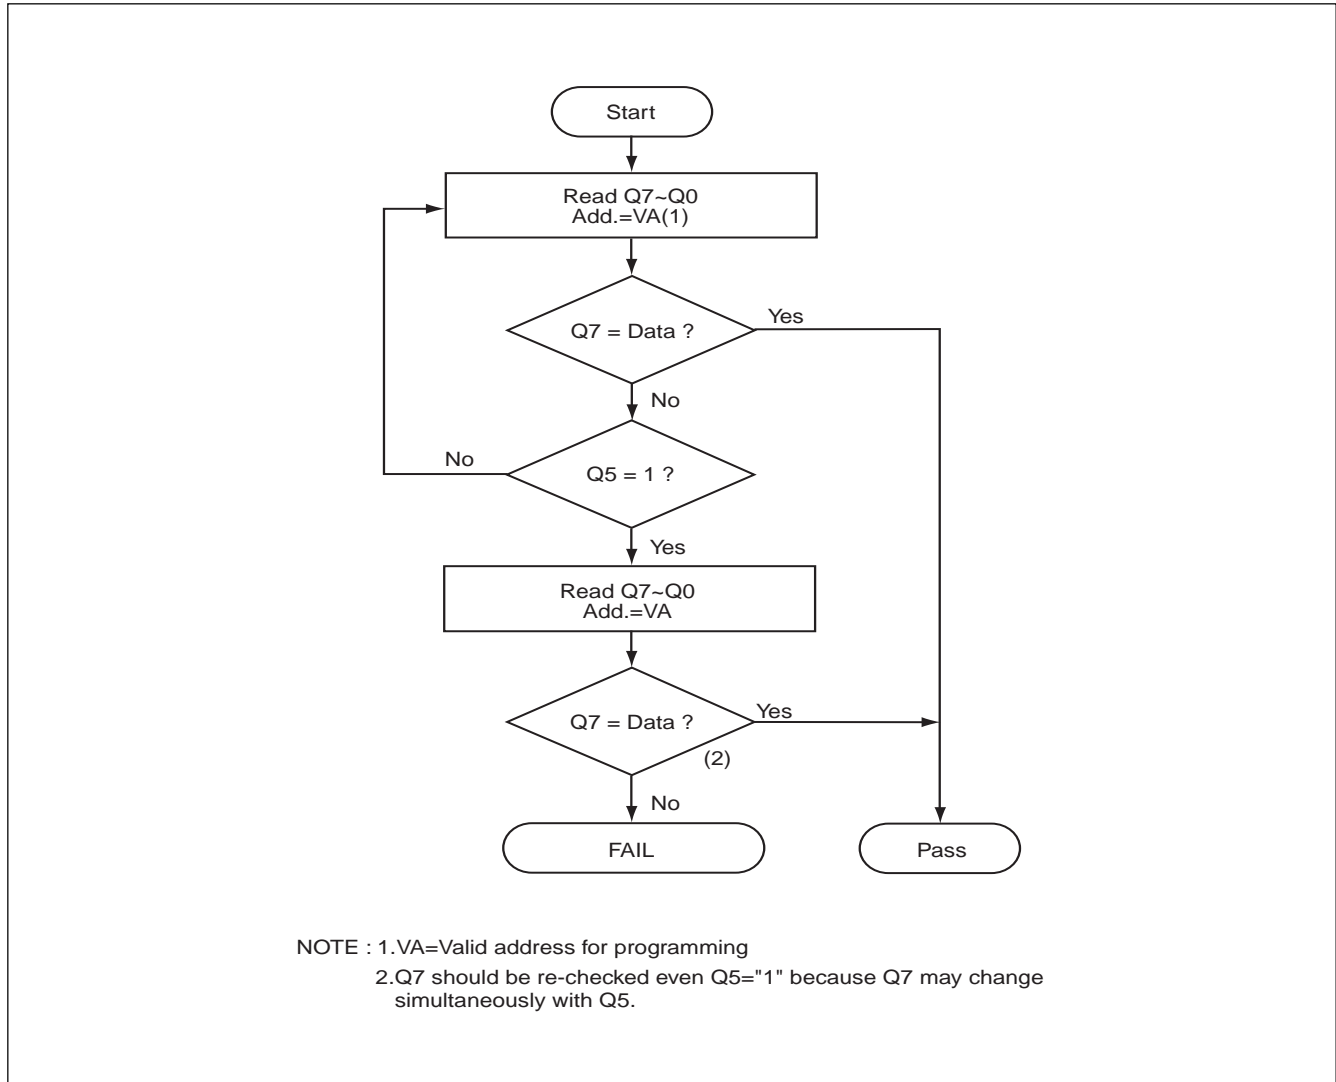 Start
Read Q7~Q0
Add.=VA(1)
Q7 = Data ?
Yes
No
Q5 = 1 ?
No
Yes
Read Q7~Q0
Add.=VA
Q7 = Data ?
Yes
(2)
No
FAIL
Pass
NOTE : 1.VA=Valid address for programming
2.Q7 should be re-checked even Q5="1" because Q7 may change
simultaneously with Q5.